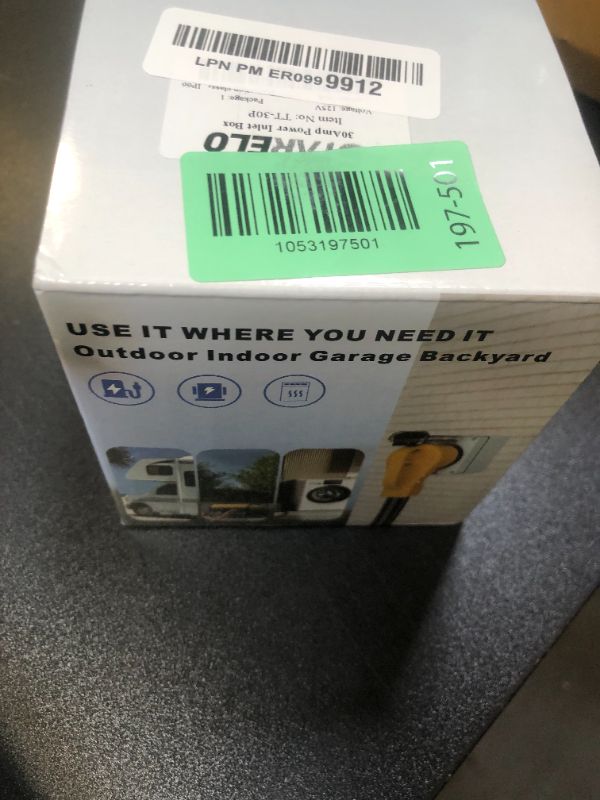 LPN PM ER0999912
Package: 1
Voltage: 125V
Item No: TT-30P
30Amp Power Inlet Box
1053197501
197-501
USE IT WHERE YOU NEED IT
Outdoor Indoor Garage Backyard